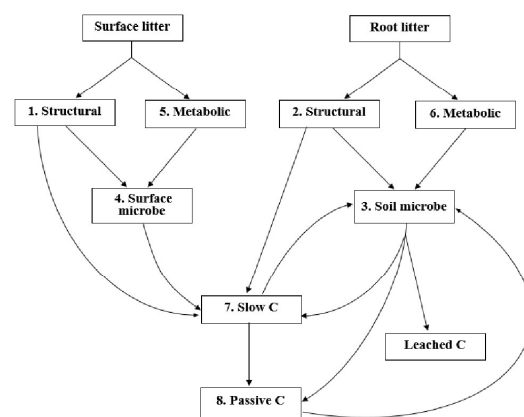 Surface litter
Root litter
1. Structural
5. Metabolic
2. Structural
6. Metabolic
4. Surface
microbe
3. Soil microbe
7. Slow C
Leached C
8. Passive C